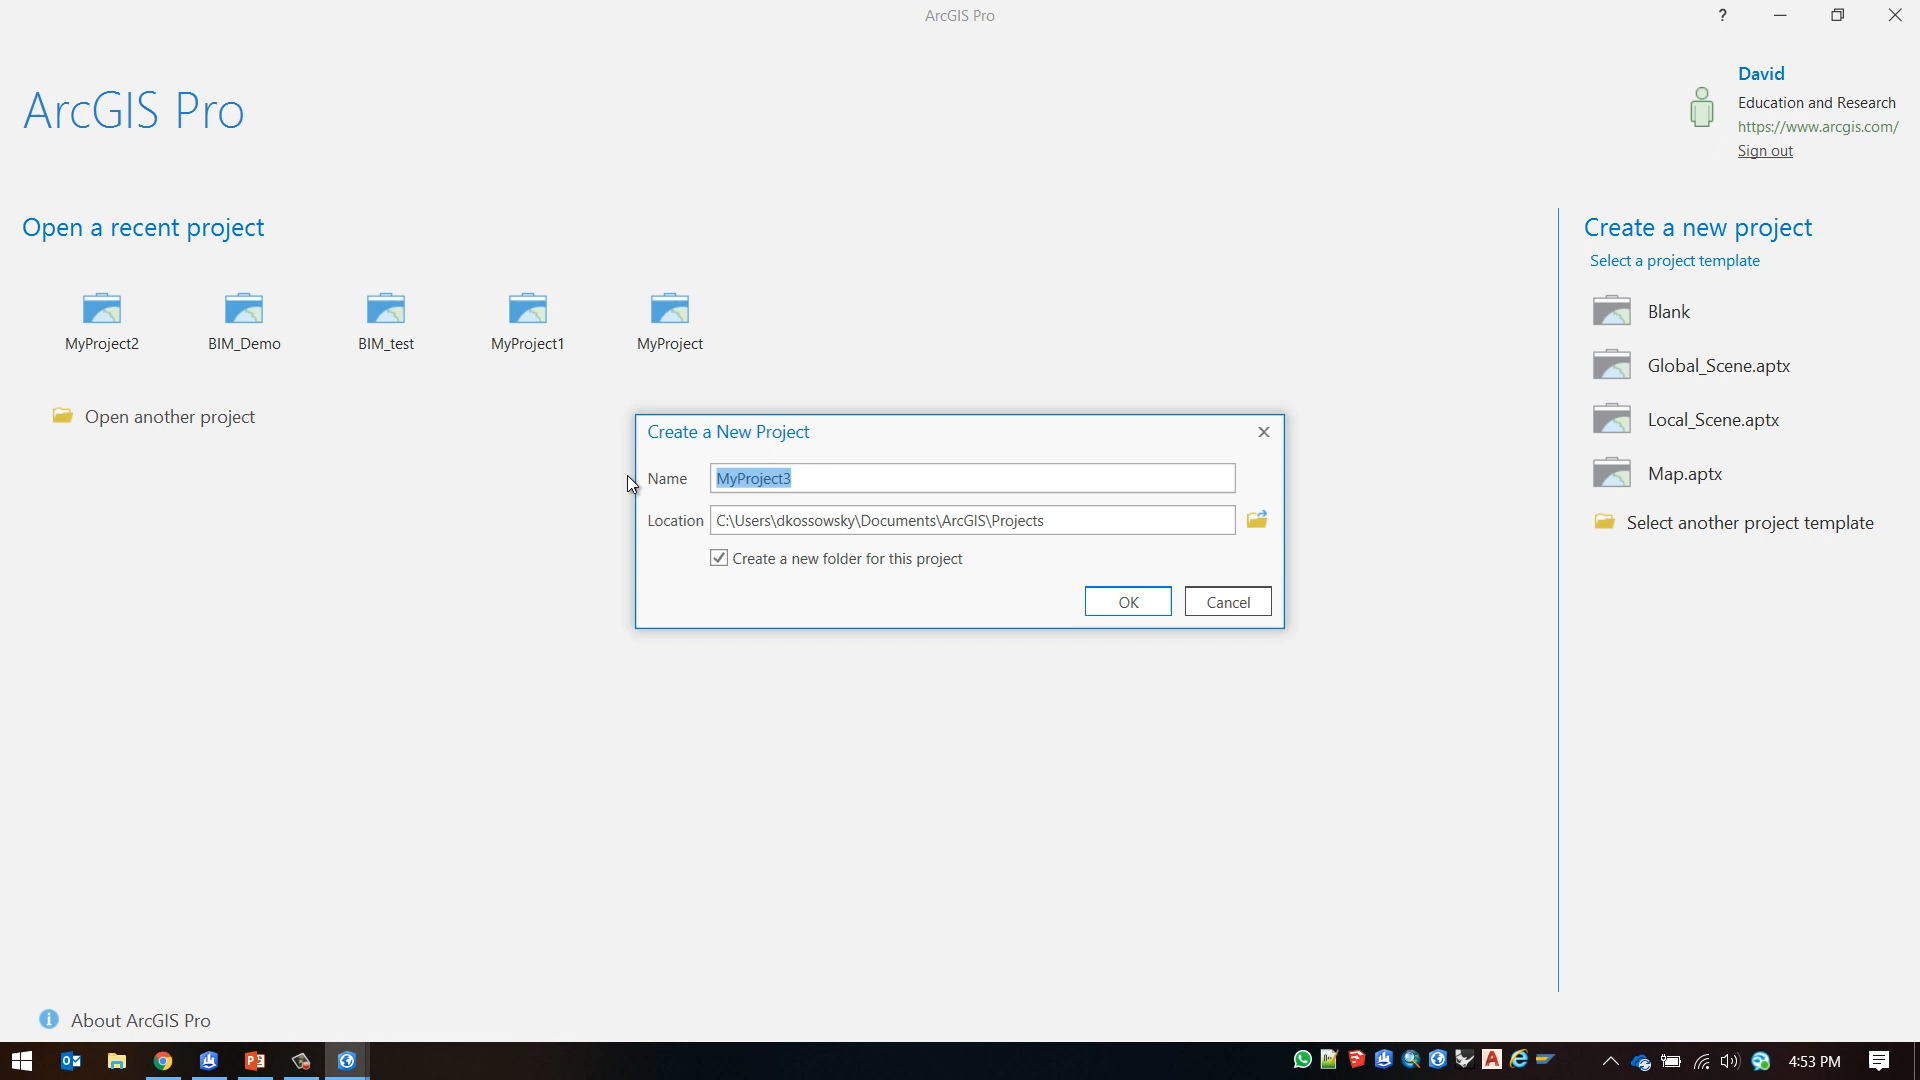 ArcGIS Pro
?
ArcGIS Pro
David
Education and Research
https://www.arcgis.com/
Sign out
Open a recent project
MyProject2
BIM_Demo
BIM_test
MyProject1
MyProject
Open another project
Create a new project
Select a project template
Blank
Global_Scene.aptx
Local_Scene.aptx
Map.aptx
Select another project template
Create a New Project
Name
MyProject3
Location
C:\Users\dkossowsky\Documents\ArcGIS\Projects
Create a new folder for this project
OK
Cancel
About ArcGIS Pro
4:53 PM